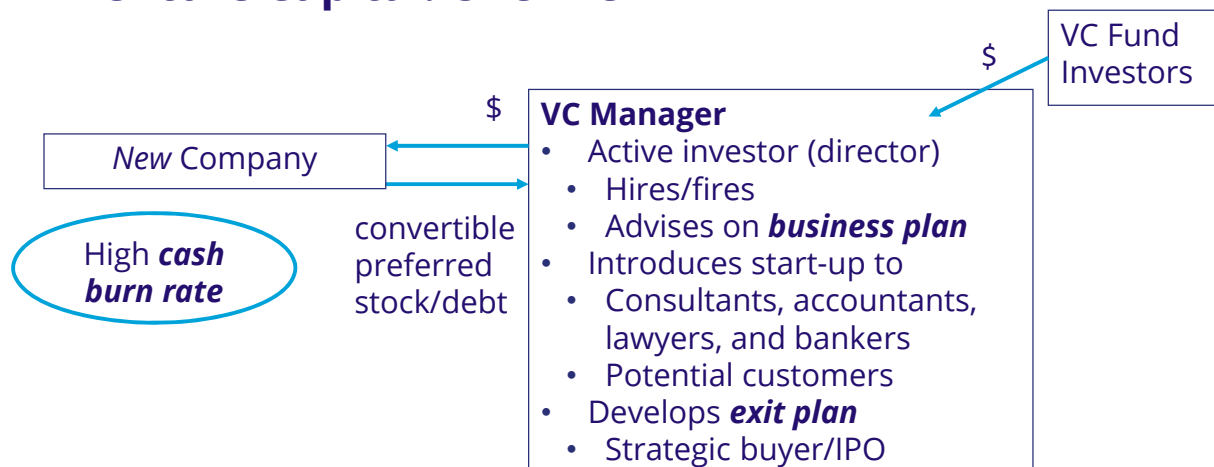 $
VC Fund
Investors
$
VC Manager
• Active investor (director)
• Hires/fires
• Advises on business plan
• Introduces start-up to
• Consultants, accountants,
lawyers, and bankers
• Potential customers
• Develops exit plan
• Strategic buyer/IPO
New Company
High cash
burn rate
convertible
preferred
stock/debt